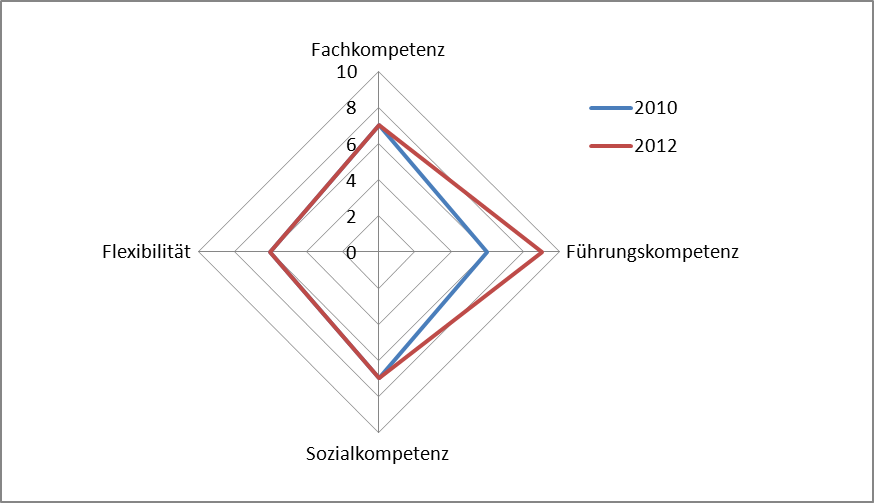 Fachkompetenz
10
8
6
4
2
0
2010
2012
Flexibilität
Führungskompetenz
Sozialkompetenz